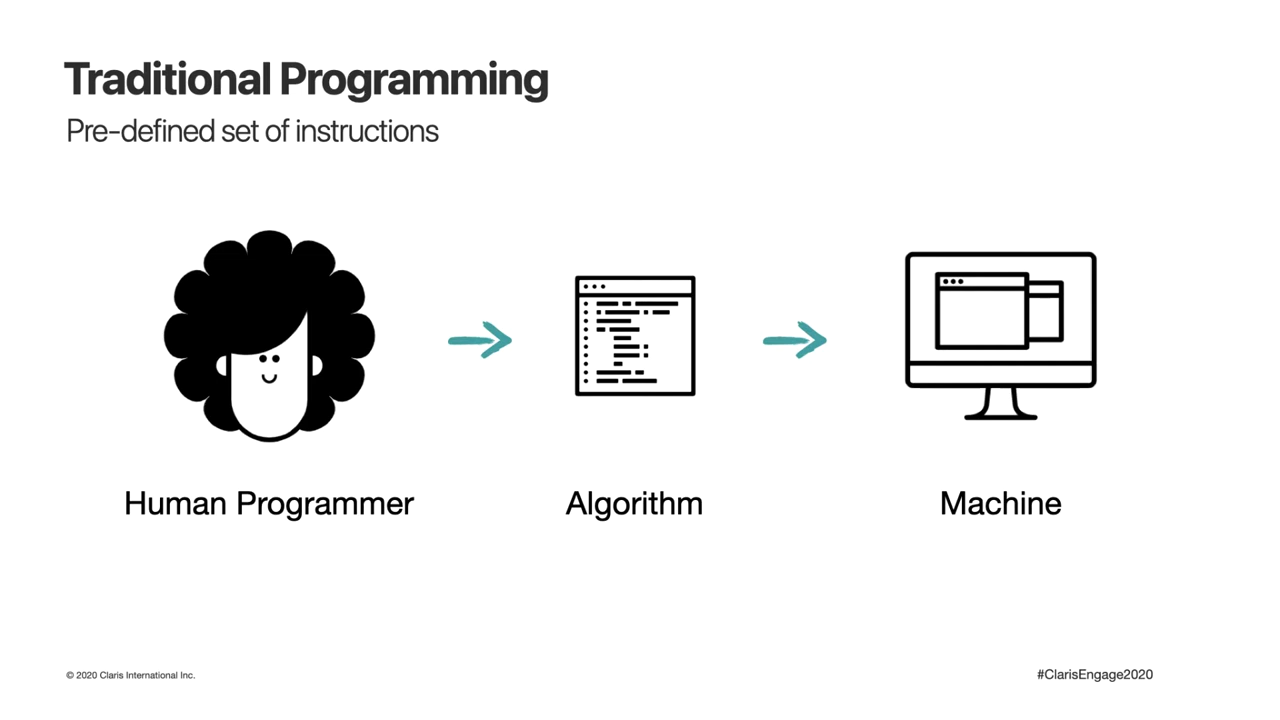 Traditional Programming
Pre-defined set of instructions
Human Programmer
Algorithm
Machine
© 2020 Claris International Inc.
#ClarisEngage2020